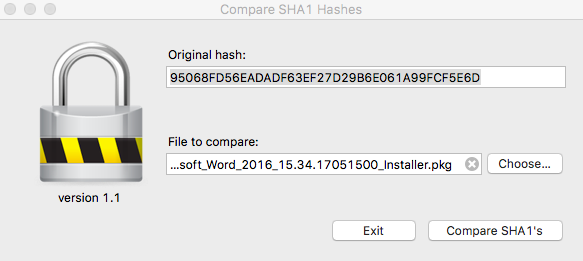 Compare SHA1 Hashes
Original hash:
95068FD56EADADF63EF27D29B6E061A99FCF5E6D
File to compare:
...soft_Word_2016_15.34.17051500_Installer.pkg
Choose...
version 1.1
Exit
Compare SHA1's